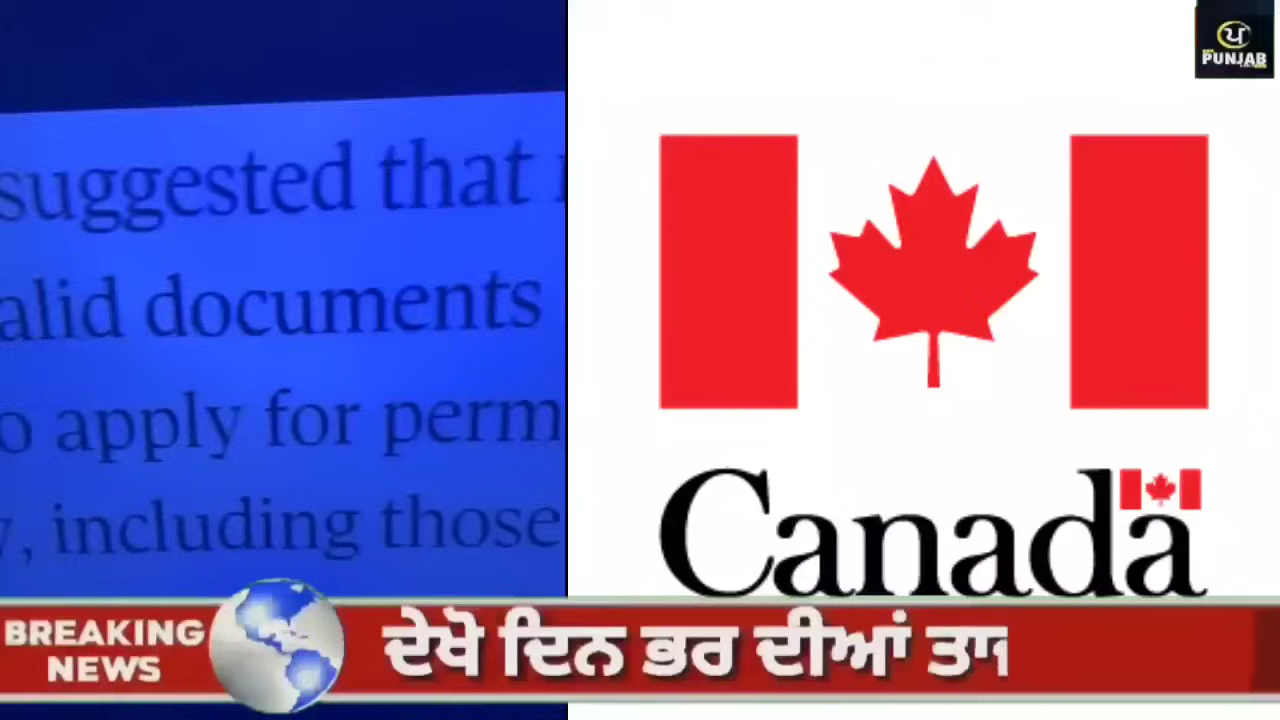 suggested that
alid documents
o apply for perm
, including those
PUNJAB
Canada
BREAKING
NEWS
ਦੇਖੋ ਦਿਨ ਭਰ ਦੀਆਂ